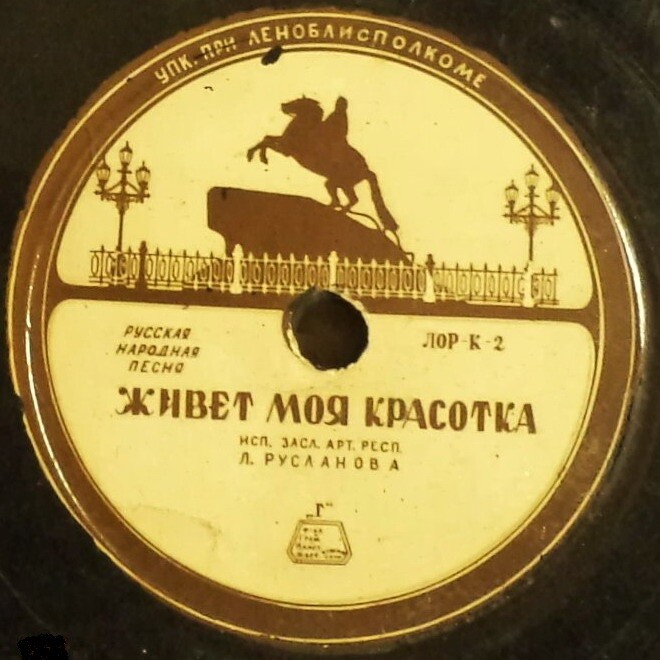 УПК. ПРИ ЛЕНОБЛИСПОЛКОМЕ
РУССКАЯ
НАРОДНАЯ
ПЕСНЯ
ЛОР-К-2
ЖИВЕТ МОЯ КРАСОТКА
ИСП. ЗАСЛ. АРТ. РЕСП.
Л. РУСЛАНОВА
„Г"